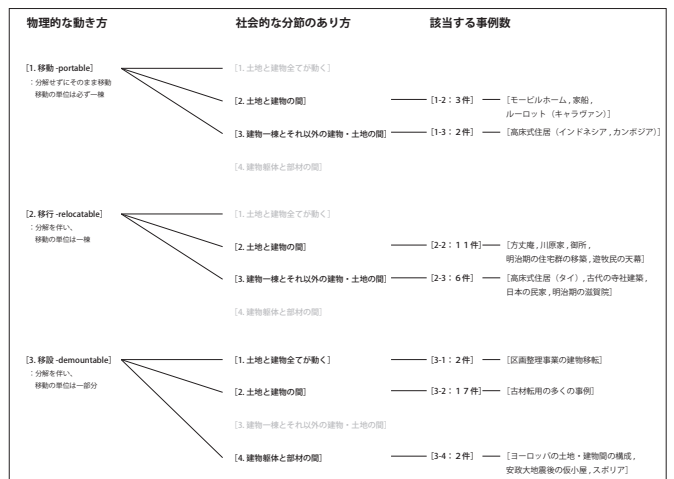 物理的な動き方 社会的な分節のあり方 該当する事例数
[1. 移動 -portable]
：分解せずにそのまま移動
移動の単位は必ず一棟
[1. 土地と建物全てが動く]
[2. 土地と建物の間] [1-2：3件] [モービルホーム , 家船 ,
ルーロット（キャラヴァン）]
[3. 建物一棟とそれ以外の建物・土地の間] [1-3：2件] [高床式住居（インドネシア , カンボジア）]
[4. 建物躯体と部材の間]
[2. 移行 -relocatable]
：分解を伴い、
移動の単位は一棟
[1. 土地と建物全てが動く]
[2. 土地と建物の間] [2-2：11件] [方丈庵 , 川原家 , 御所 ,
明治期の住宅群の移築 , 遊牧民の天幕]
[3. 建物一棟とそれ以外の建物・土地の間] [2-3：6件] [高床式住居（タイ）, 古代の寺社建築 ,
日本の民家 , 明治期の滋賀院]
[4. 建物躯体と部材の間]
[3. 移設 -demountable]
：分解を伴い、
移動の単位は一部分
[1. 土地と建物全てが動く] [3-1：2件] [区画整理事業の建物移転]
[2. 土地と建物の間] [3-2：17件] [古材転用の多くの事例]
[3. 建物一棟とそれ以外の建物・土地の間]
[4. 建物躯体と部材の間] [3-4：2件] [ヨーロッパの土地・建物間の構成 ,
安政大地震後の仮小屋 , スポリア]